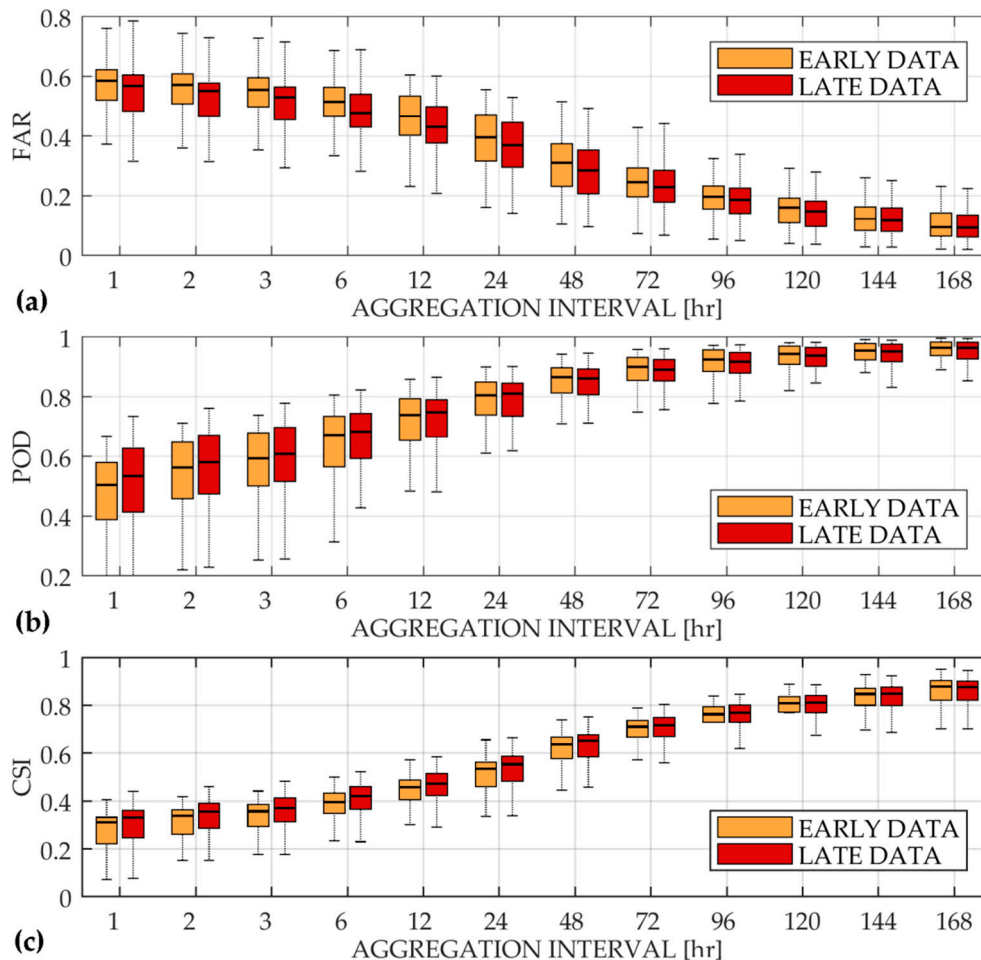 0.8
0.6
0.4
0.2
0
FAR
EARLY DATA
LATE DATA
1 2 3 6 12 24 48 72 96 120 144 168
(a) AGGREGATION INTERVAL [hr]
1
0.8
0.6
0.4
0.2
POD
EARLY DATA
LATE DATA
1 2 3 6 12 24 48 72 96 120 144 168
(b) AGGREGATION INTERVAL [hr]
1
0.8
0.6
0.4
0.2
0
CSI
EARLY DATA
LATE DATA
1 2 3 6 12 24 48 72 96 120 144 168
(c) AGGREGATION INTERVAL [hr]